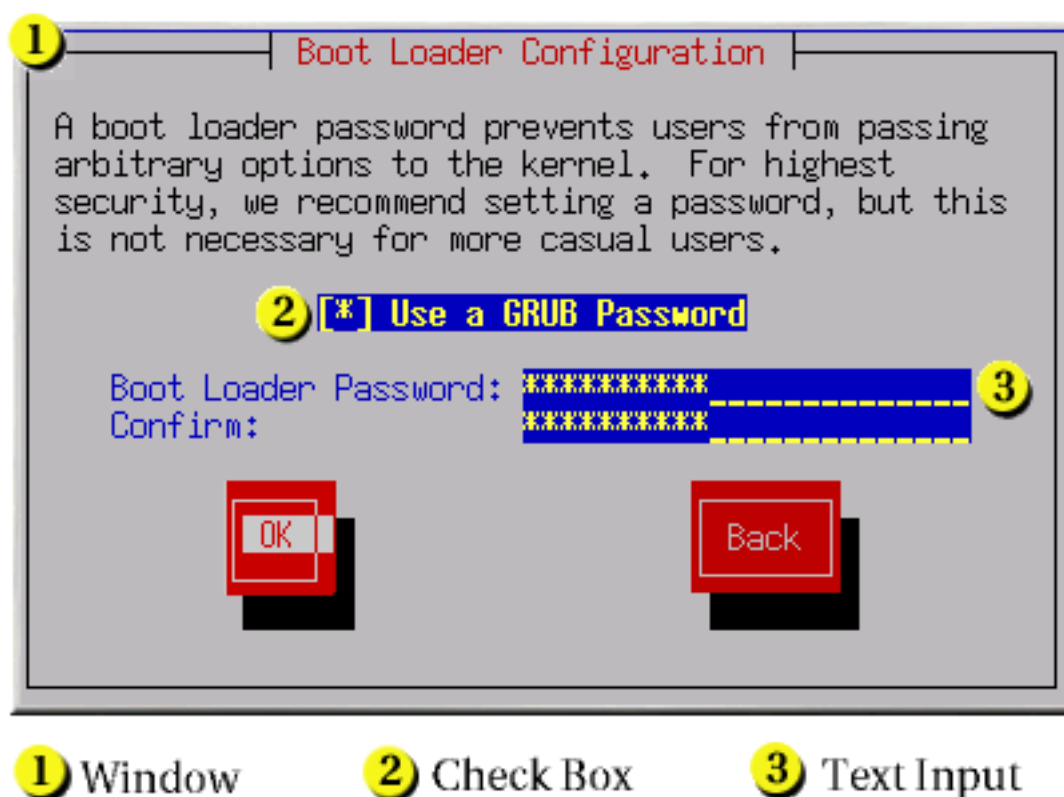 1
Boot Loader Configuration
A boot loader password prevents users from passing
arbitrary options to the kernel. For highest
security, we recommend setting a password, but this
is not necessary for more casual users.
2 [*] Use a GRUB Password
Boot Loader Password: ********** 3
Confirm: **********
OK Back
1 Window 2 Check Box 3 Text Input